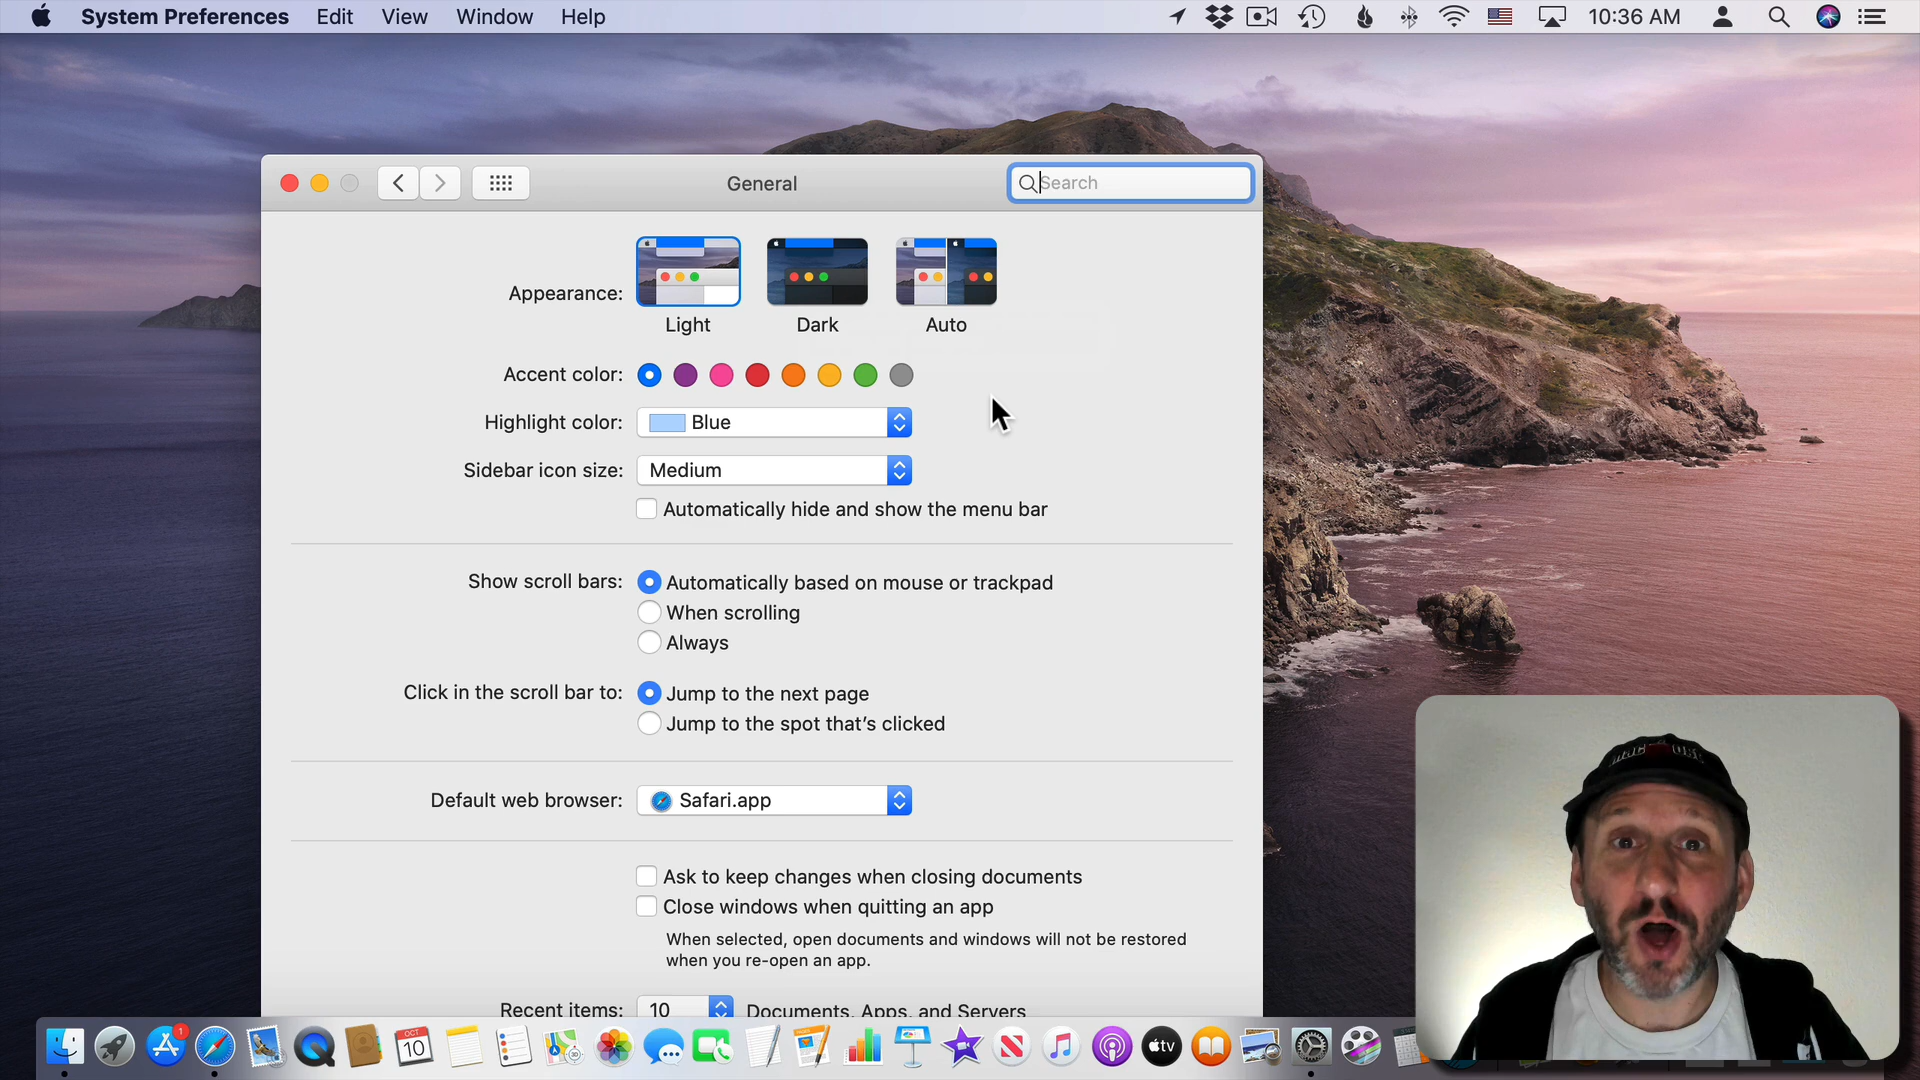 System Preferences Edit View Window Help 10:36 AM
General
Search
Appearance:
Light Dark Auto
Accent color:
Highlight color: Blue
Sidebar icon size: Medium
Automatically hide and show the menu bar
Show scroll bars: Automatically based on mouse or trackpad
When scrolling
Always
Click in the scroll bar to: Jump to the next page
Jump to the spot that's clicked
Default web browser: Safari.app
Ask to keep changes when closing documents
Close windows when quitting an app
When selected, open documents and windows will not be restored
when you re-open an app.
Recent items: 10 Documents, Apps, and Servers
1
OCT
10
tv